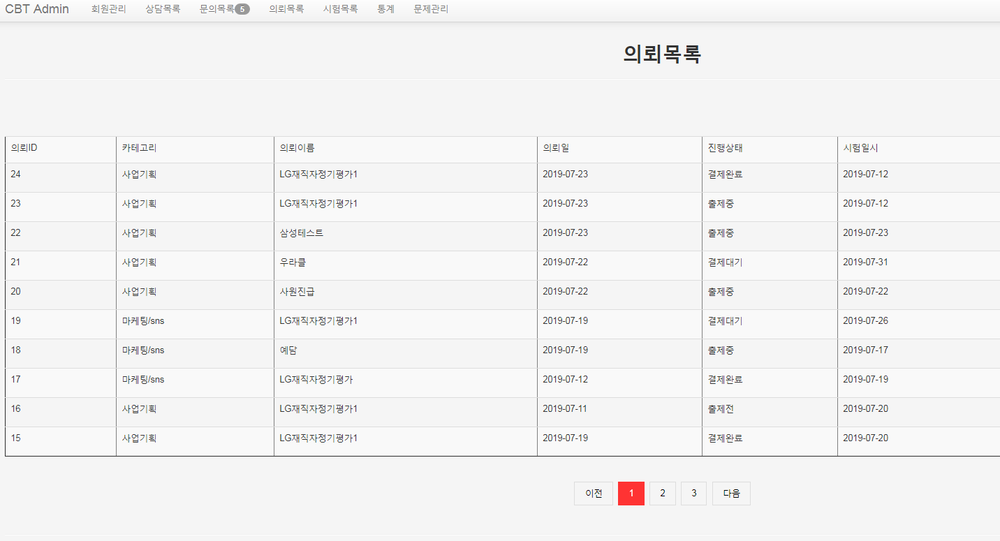 CBT Admin 회원관리 상담목록 문의목록 5 의뢰목록 시험목록 통계 문제관리
의뢰목록
의뢰ID 카테고리 의뢰이름 의뢰일 진행상태 시험일시
24 사업기획 LG재직자정기평가1 2019-07-23 결제완료 2019-07-12
23 사업기획 LG재직자정기평가1 2019-07-23 출제중 2019-07-12
22 사업기획 삼성테스트 2019-07-23 출제중 2019-07-23
21 사업기획 우라클 2019-07-22 결제대기 2019-07-31
20 사업기획 사원진급 2019-07-22 출제중 2019-07-22
19 마케팅/sns LG재직자정기평가1 2019-07-19 결제대기 2019-07-26
18 마케팅/sns 예담 2019-07-19 출제중 2019-07-17
17 마케팅/sns LG재직자정기평가 2019-07-12 결제완료 2019-07-19
16 사업기획 LG재직자정기평가1 2019-07-11 출제전 2019-07-20
15 사업기획 LG재직자정기평가1 2019-07-19 결제완료 2019-07-20
이전 1 2 3 다음